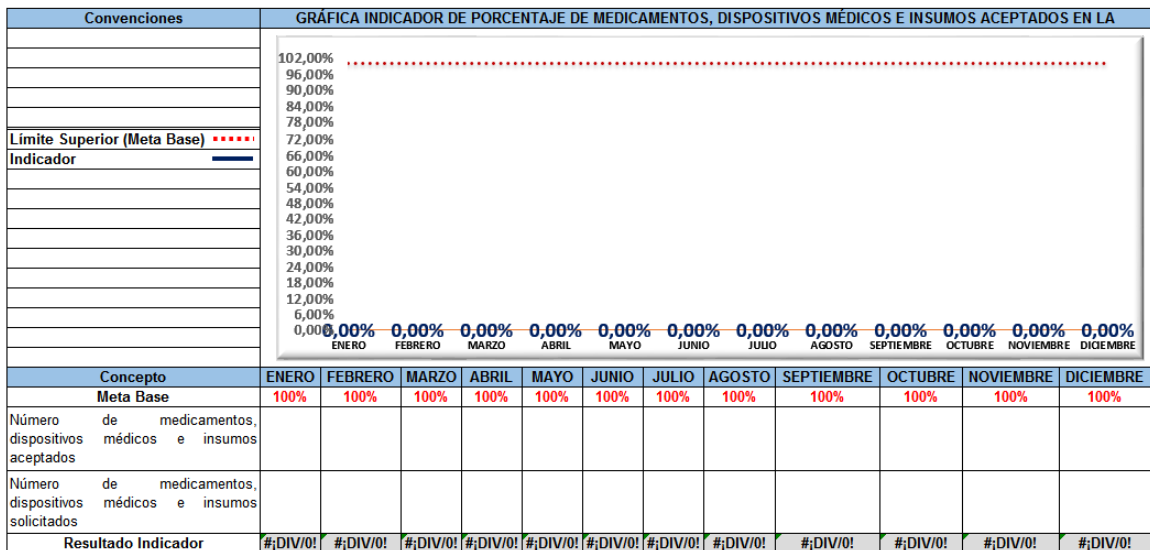 Convenciones
GRÁFICA INDICADOR DE PORCENTAJE DE MEDICAMENTOS, DISPOSITIVOS MÉDICOS E INSUMOS ACEPTADOS EN LA
Límite Superior (Meta Base)
Indicador
102,00%
96,00%
90,00%
84,00%
78,00%
72,00%
66,00%
60,00%
54,00%
48,00%
42,00%
36,00%
30,00%
24,00%
18,00%
12,00%
6,00%
0,00%
0,00% 0,00% 0,00% 0,00% 0,00% 0,00% 0,00% 0,00% 0,00% 0,00% 0,00% 0,00%
ENERO FEBRERO MARZO ABRIL MAYO JUNIO JULIO AGOSTO SEPTIEMBRE OCTUBRE NOVIEMBRE DICIEMBRE
Concepto ENERO FEBRERO MARZO ABRIL MAYO JUNIO JULIO AGOSTO SEPTIEMBRE OCTUBRE NOVIEMBRE DICIEMBRE
Meta Base 100% 100% 100% 100% 100% 100% 100% 100% 100% 100% 100% 100%
Número de medicamentos,
dispositivos médicos e insumos
aceptados
Número de medicamentos,
dispositivos médicos e insumos
solicitados
Resultado Indicador #¡DIV/0! #¡DIV/0! #¡DIV/0! #¡DIV/0! #¡DIV/0! #¡DIV/0! #¡DIV/0! #¡DIV/0! #¡DIV/0! #¡DIV/0! #¡DIV/0! #¡DIV/0!